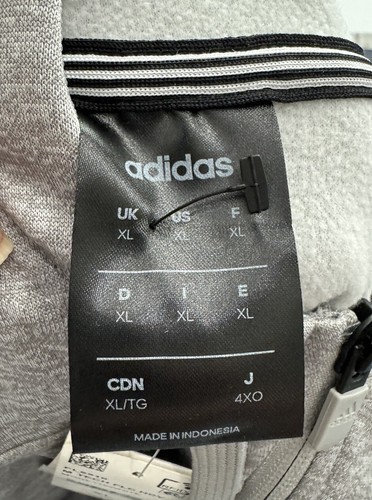 adidas
UK US F
XL XL XL
D I E
XL XL XL
CDN J
XL/TG 4XO
MADE IN INDONESIA